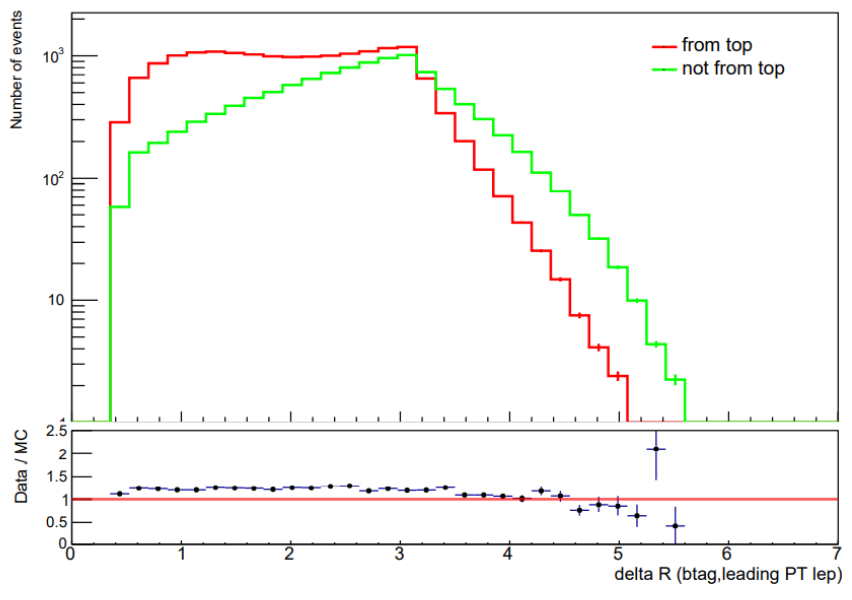 Number of events
10³
10²
10
1
from top
not from top
Data / MC
2.5
2
1.5
1
0.5
0
0 1 2 3 4 5 6 7
delta R (btag,leading PT lep)